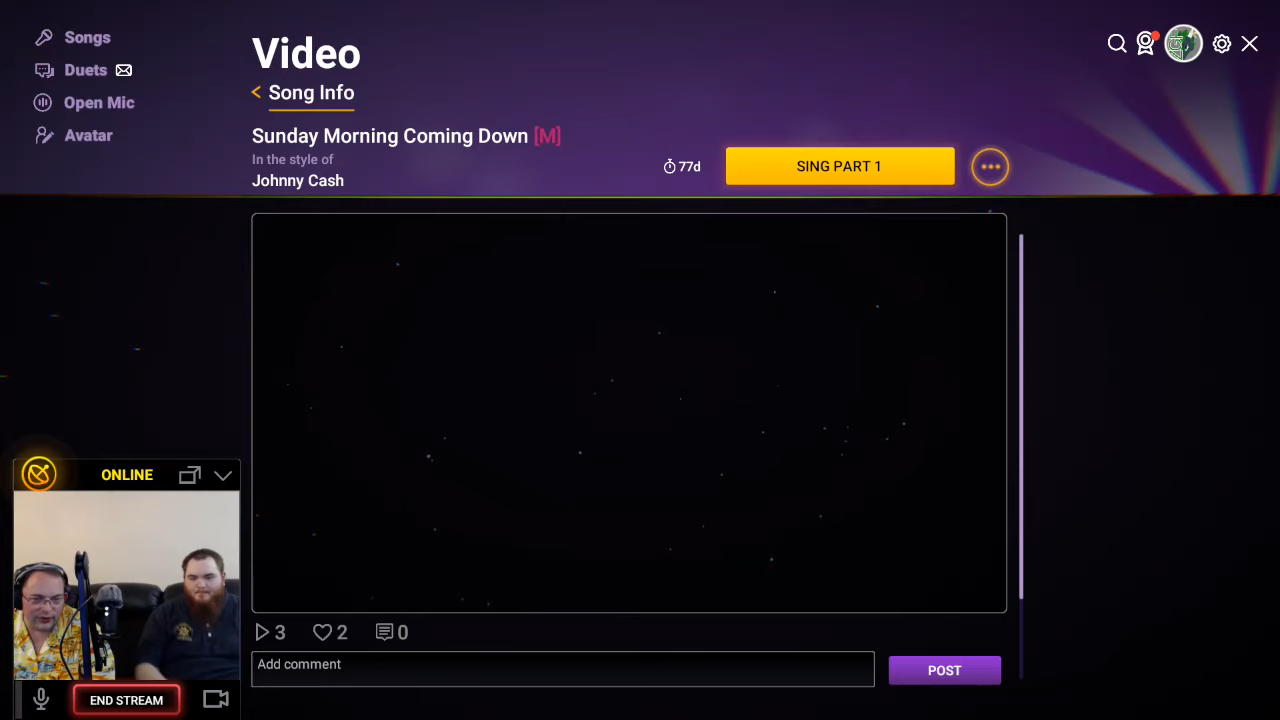 Songs
Duets
Open Mic
Avatar
Video
< Song Info
Sunday Morning Coming Down [M]
In the style of
Johnny Cash
77d
SING PART 1
ONLINE
END STREAM
3
2
0
Add comment
POST